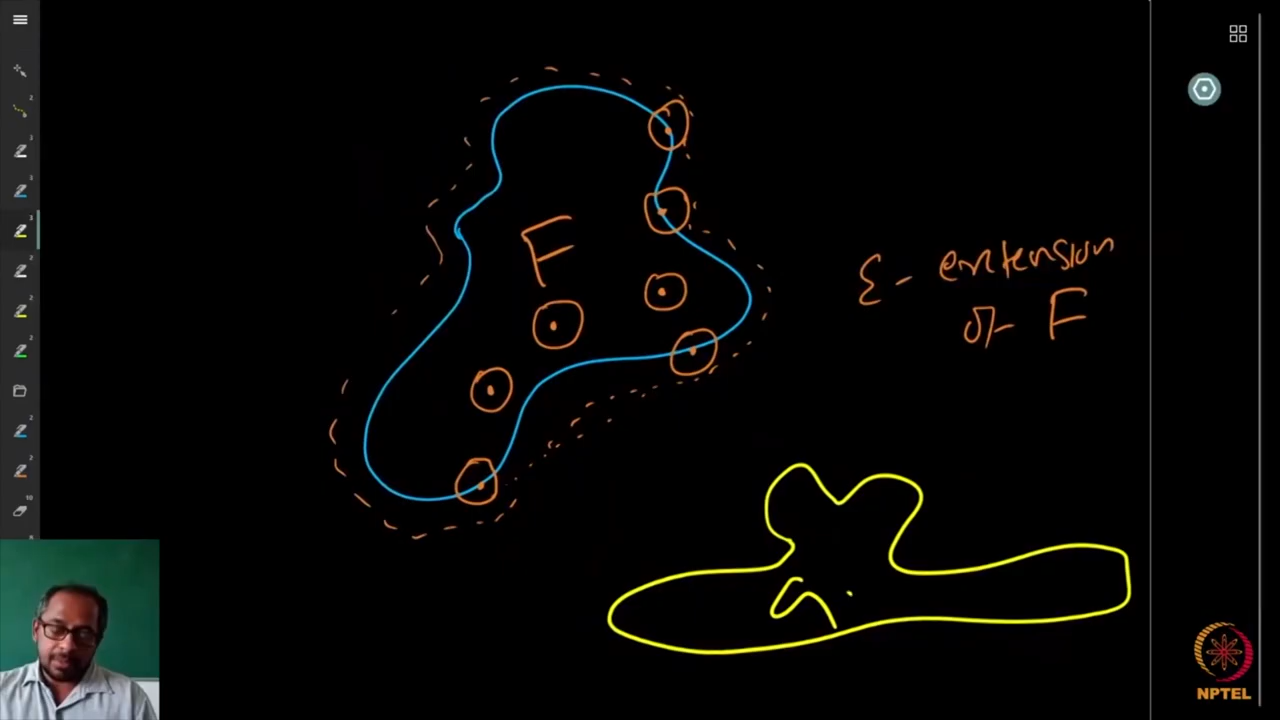 F
ε- extension
of F
NPTEL